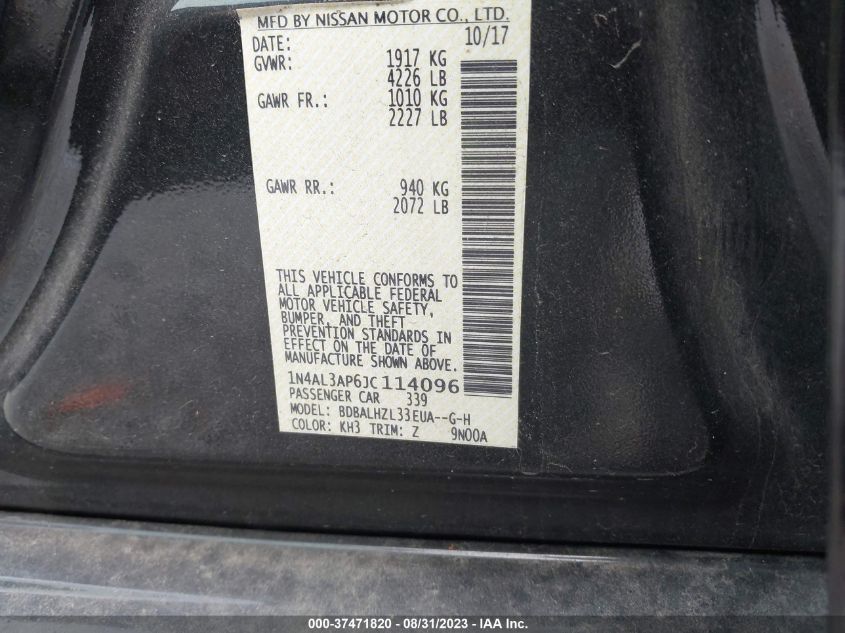 MFD BY NISSAN MOTOR CO., LTD.
DATE: 10/17
GVWR: 1917 KG
4226 LB
GAWR FR.: 1010 KG
2227 LB
GAWR RR.: 940 KG
2072 LB
THIS VEHICLE CONFORMS TO
ALL APPLICABLE FEDERAL
MOTOR VEHICLE SAFETY,
BUMPER, AND THEFT
PREVENTION STANDARDS IN
EFFECT ON THE DATE OF
MANUFACTURE SHOWN ABOVE.
1N4AL3AP6JC114096
PASSENGER CAR 339
MODEL: BDBALHZL33EUA--G-H
COLOR: KH3 TRIM: Z 9N00A
000-37471820 - 08/31/2023 - IAA Inc.